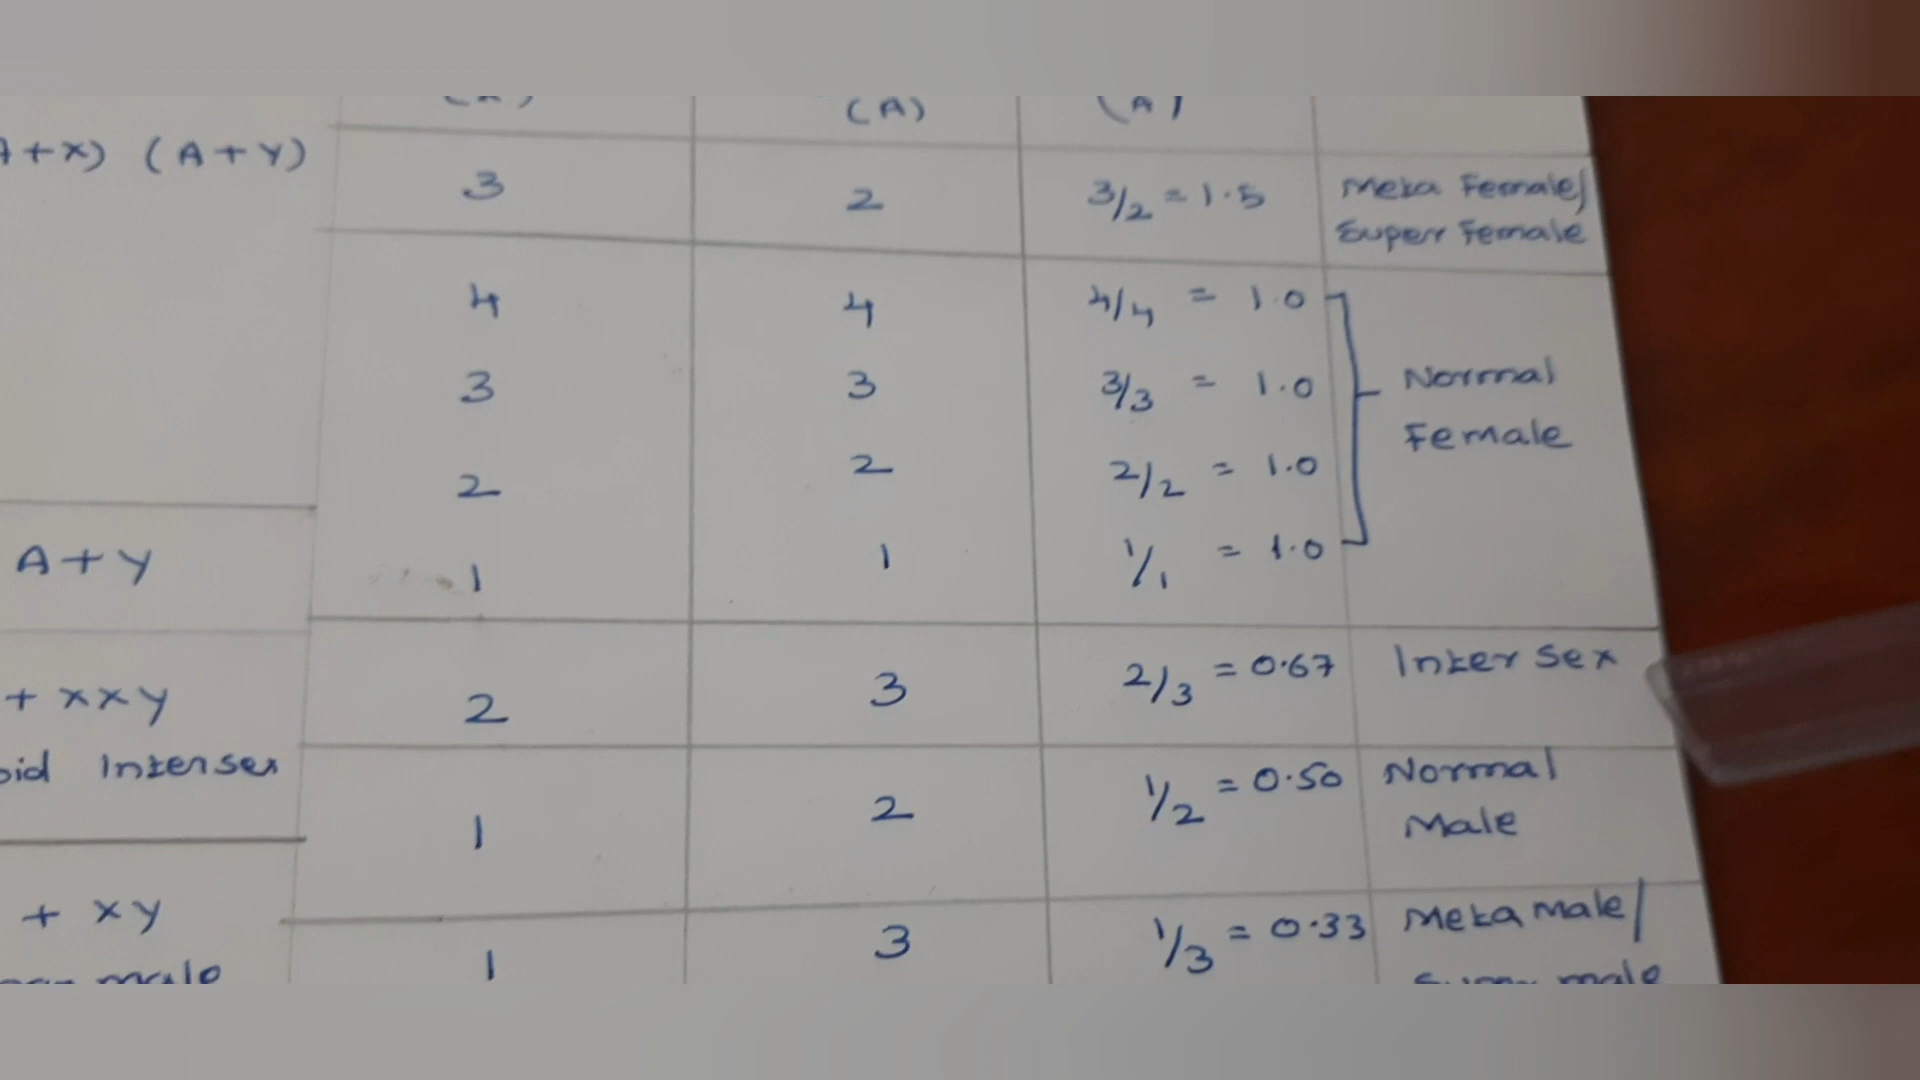 (A)
+x) (A+Y)
3 2 3/2 = 1.5 Meta Female/
Super Female
4 4 4/4 = 1.0
3 3 3/3 = 1.0 Normal
Female
2 2 2/2 = 1.0
A+Y 1 1 1/1 = 1.0
+ xxy 2 3 2/3 = 0.67 Inter sex
Intersex
1 2 1/2 = 0.50 Normal
Male
+ xy 1 3 1/3 = 0.33 Meta male/
male